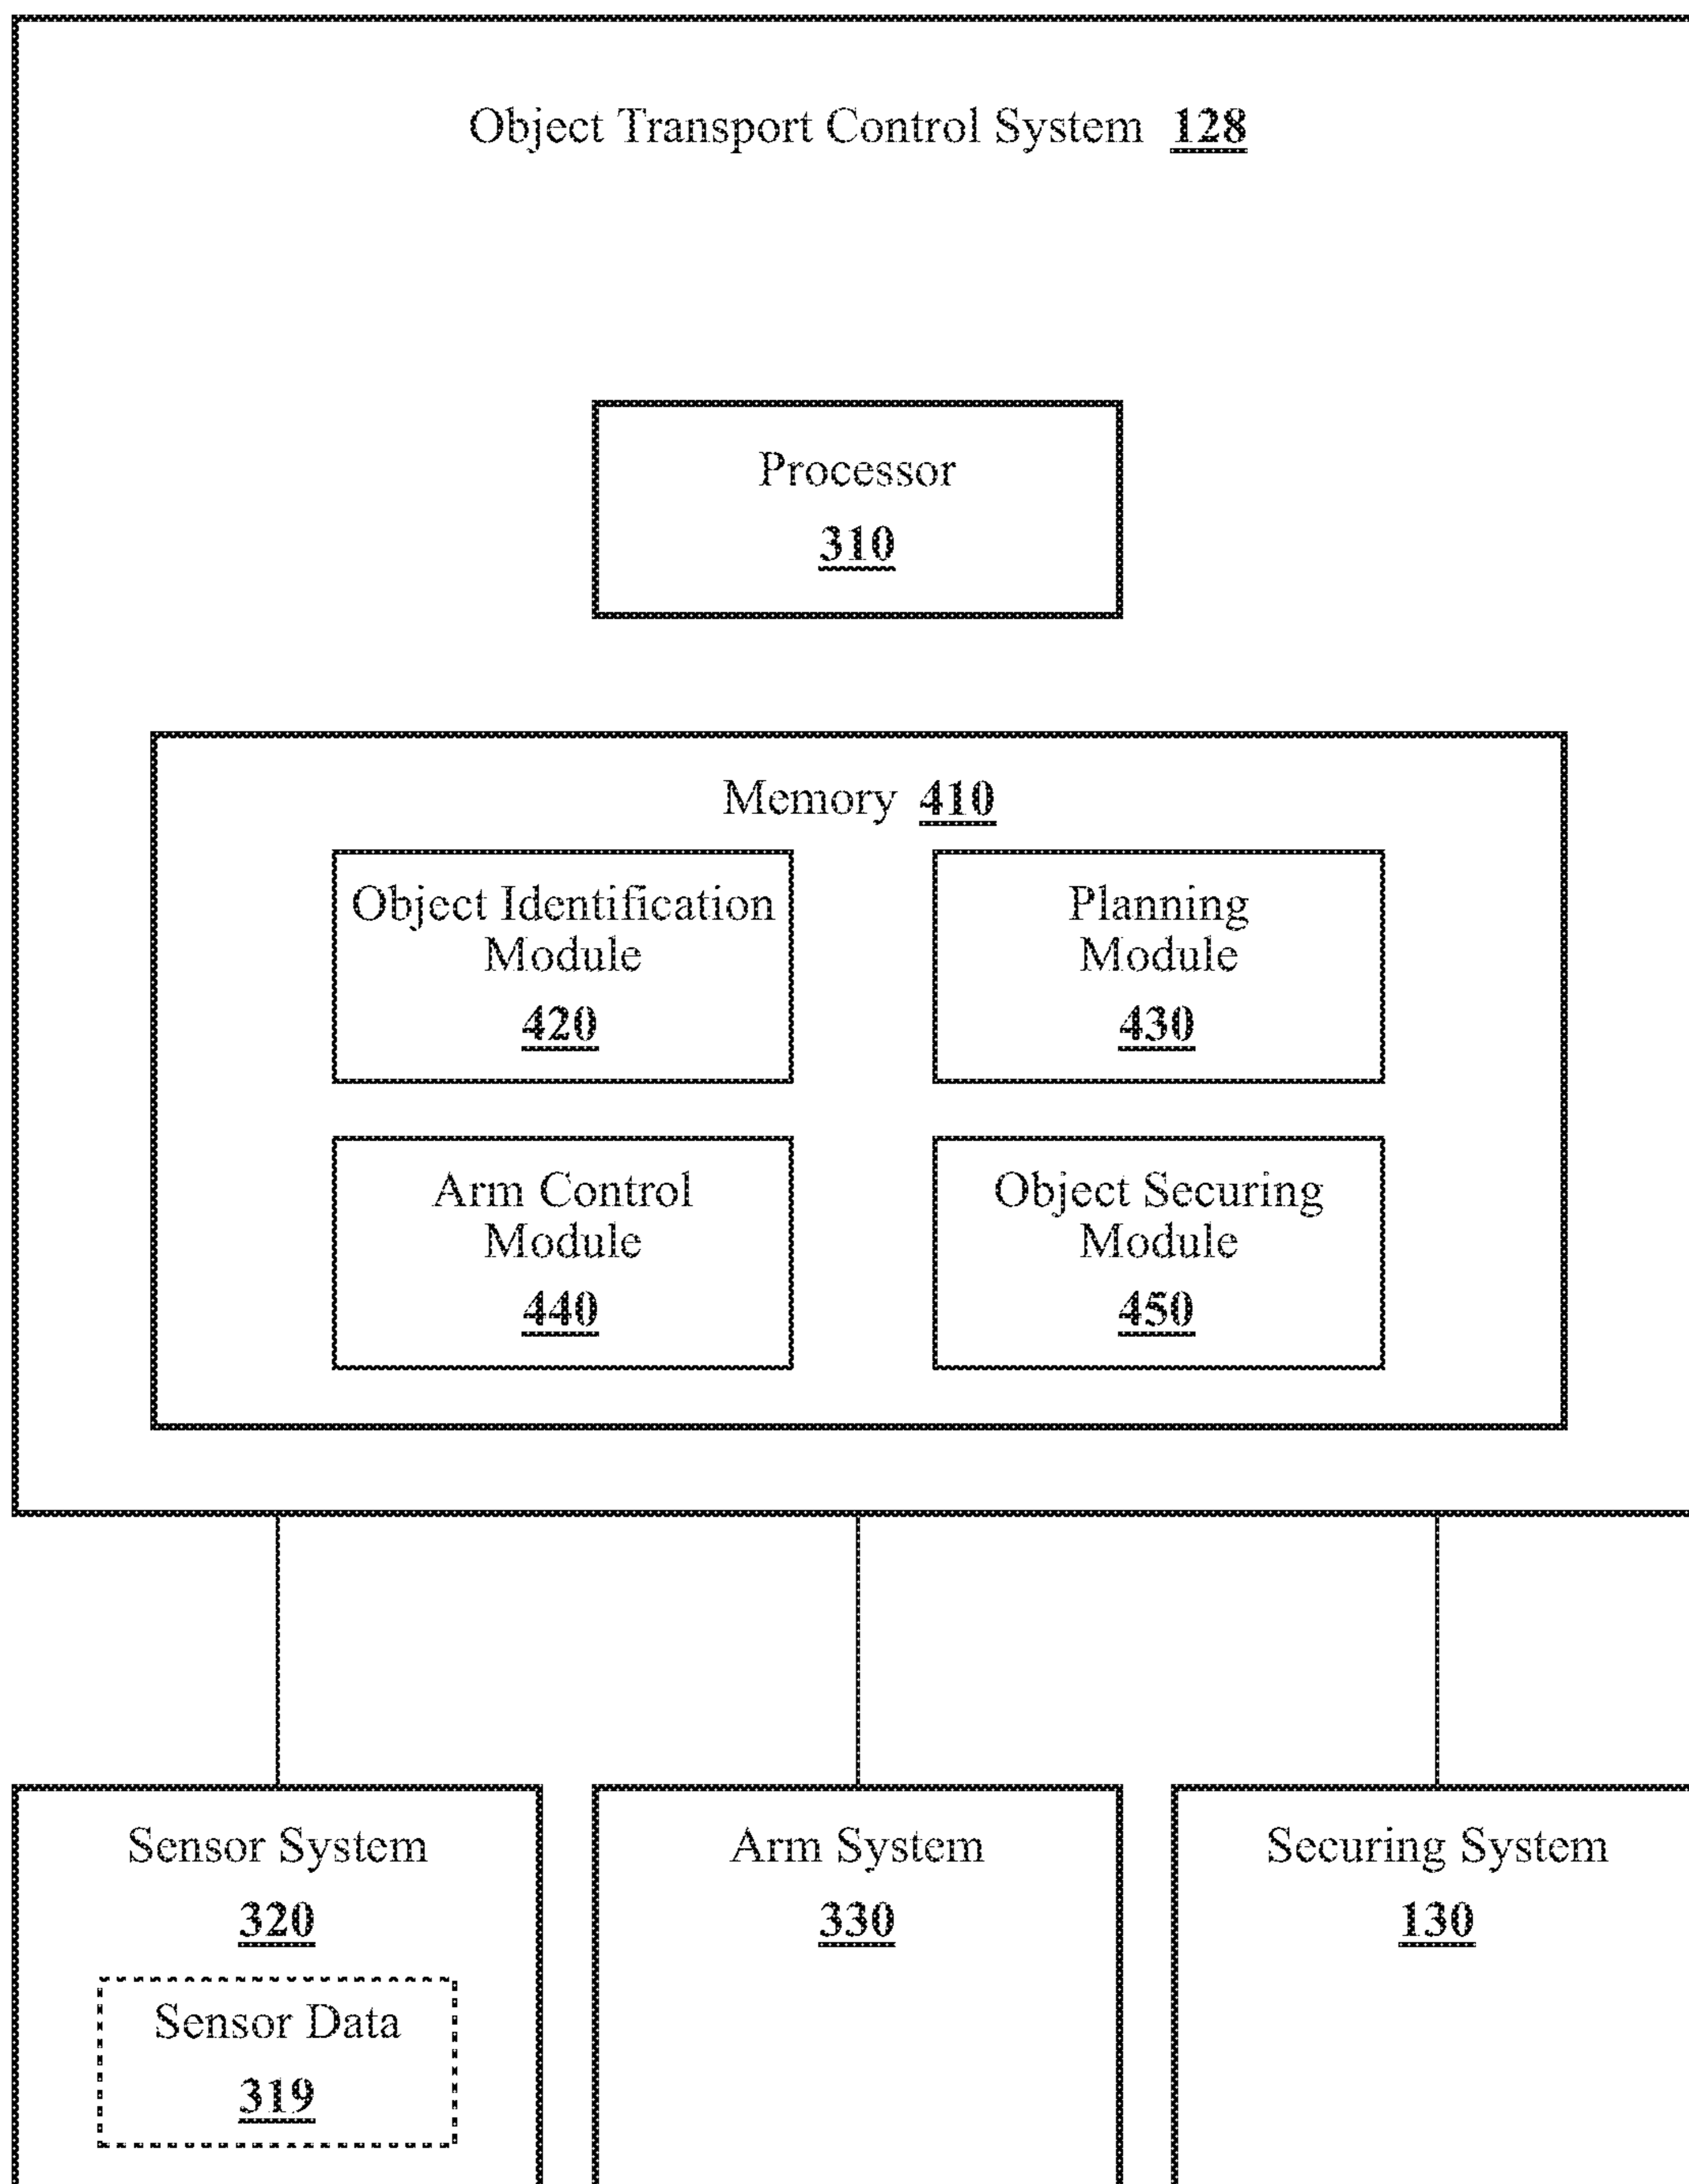 Object Transport Control System 128
Processor
310
Memory 410
Object Identification
Module
420
Planning
Module
430
Arm Control
Module
440
Object Securing
Module
450
Sensor System
320
Sensor Data
319
Arm System
330
Securing System
130